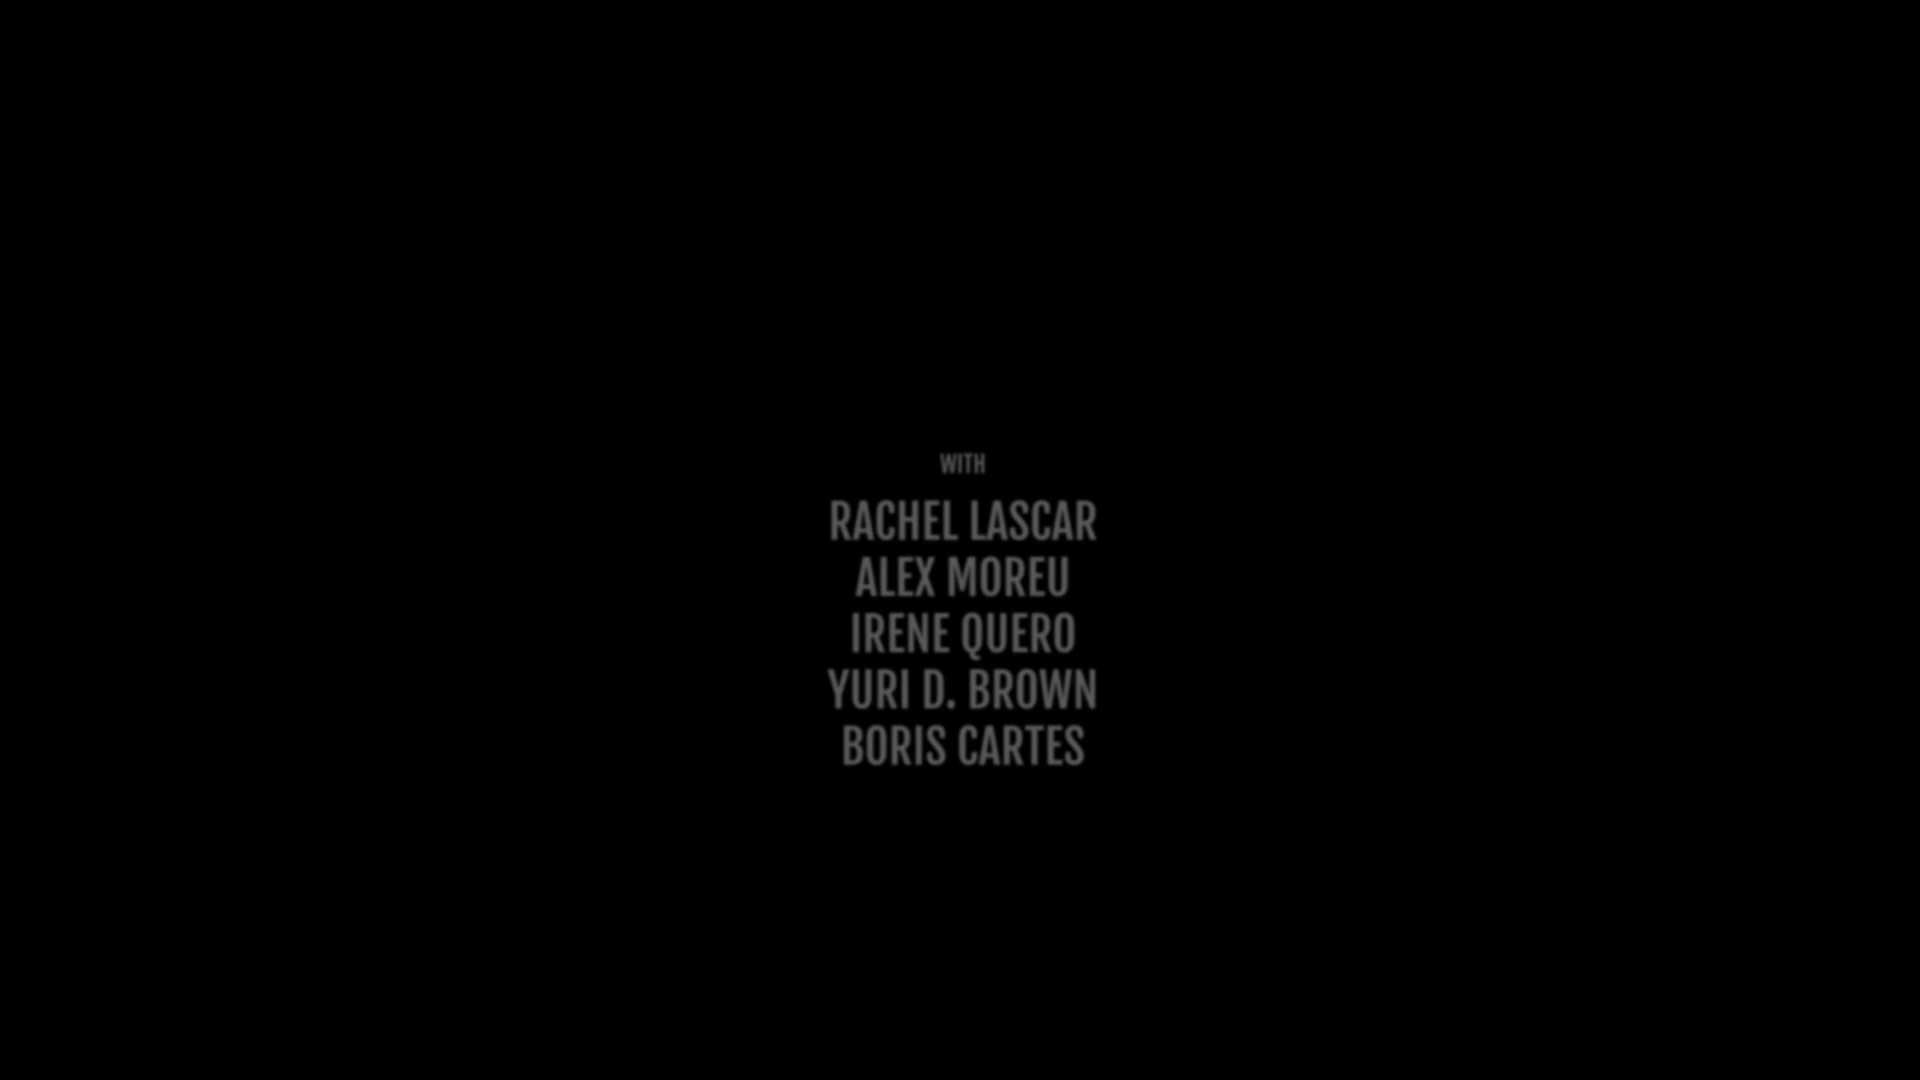 WITH
RACHEL LASCAR
ALEX MOREU
IRENE QUERO
YURI D. BROWN
BORIS CARTES